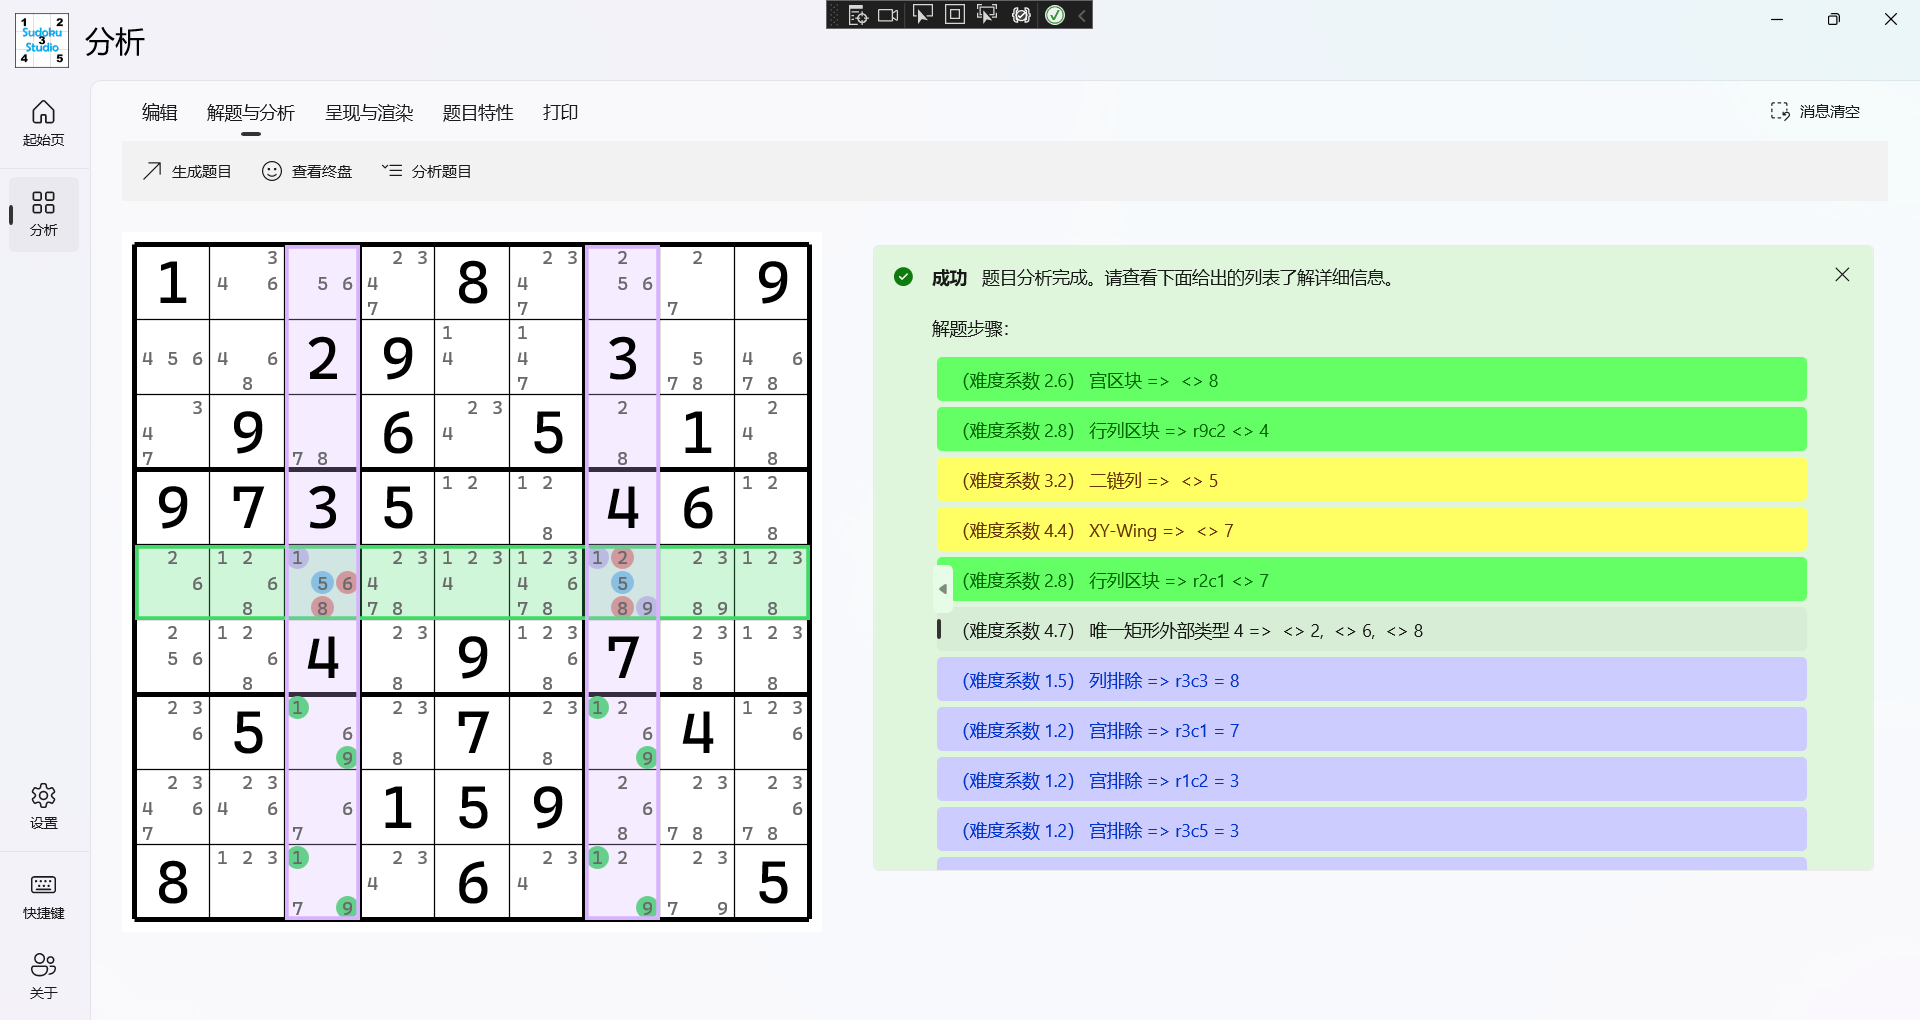 1 2
Sudoku
3
Studio
4 5
分析
编辑 解题与分析 呈现与渲染 题目特性 打印
消息清空
起始页
生成题目 查看终盘 分析题目
分析
成功 题目分析完成。请查看下面给出的列表了解详细信息。
解题步骤：
（难度系数 2.6） 宫区块 => <> 8
（难度系数 2.8） 行列区块 => r9c2 <> 4
（难度系数 3.2） 二链列 => <> 5
（难度系数 4.4） XY-Wing => <> 7
（难度系数 2.8） 行列区块 => r2c1 <> 7
（难度系数 4.7） 唯一矩形外部类型 4 => <> 2, <> 6, <> 8
（难度系数 1.5） 列排除 => r3c3 = 8
（难度系数 1.2） 宫排除 => r3c1 = 7
（难度系数 1.2） 宫排除 => r1c2 = 3
（难度系数 1.2） 宫排除 => r3c5 = 3
3 2 3 2 3 2 2
1 4 6 5 6 4 8 4 5 6 9
7 7 7
1 1
4 5 6 4 6 2 9 4 4 3 5 4 6
8 7 7 8 7 8
3 2 3 2 2
4 9 6 4 5 1 4
7 7 8 8 8
1 2 1 2 1 2
9 7 3 5 4 6
8 8
2 1 2 1 2 3 1 2 3 1 2 3 1 2 2 3 1 2 3
6 6 5 6 4 4 4 6 5
8 8 7 8 7 8 8 9 8 9 8
2 1 2 2 3 1 2 3 2 3 1 2 3
5 6 6 4 9 6 7 5
8 8 8 8 8
2 3 1 2 3 2 3 1 2 1 2 3
6 5 6 7 6 4 6
9 8 8 9
2 3 2 3 2 2 3 2 3
4 6 4 6 6 1 5 9 6 6
7 7 8 7 8 7 8
1 2 3 1 2 3 2 3 1 2 2 3
8 4 6 4 5
7 9 9 7 9
设置
快捷键
关于